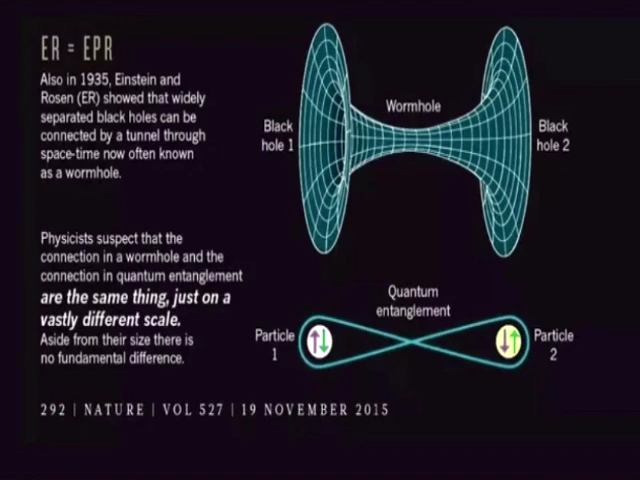 ER = EPR
Also in 1935, Einstein and
Rosen (ER) showed that widely
separated black holes can be
connected by a tunnel through
space-time now often known
as a wormhole.
Black
hole 1
Wormhole
Black
hole 2
Physicists suspect that the
connection in a wormhole and the
connection in quantum entanglement
are the same thing, just on a
vastly different scale.
Aside from their size there is
no fundamental difference.
Quantum
entanglement
Particle
1
Particle
2
292 | NATURE | VOL 527 | 19 NOVEMBER 2015